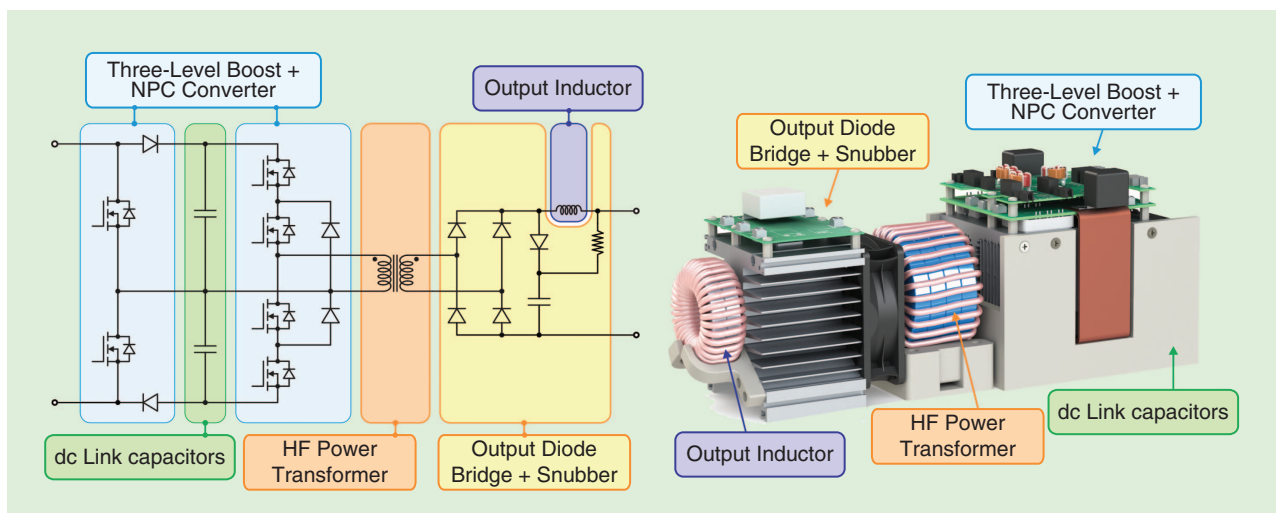 Three-Level Boost +
NPC Converter
Output Inductor
dc Link capacitors
HF Power
Transformer
Output Diode
Bridge + Snubber
Output Diode
Bridge + Snubber
Three-Level Boost +
NPC Converter
Output Inductor
HF Power
Transformer
dc Link capacitors